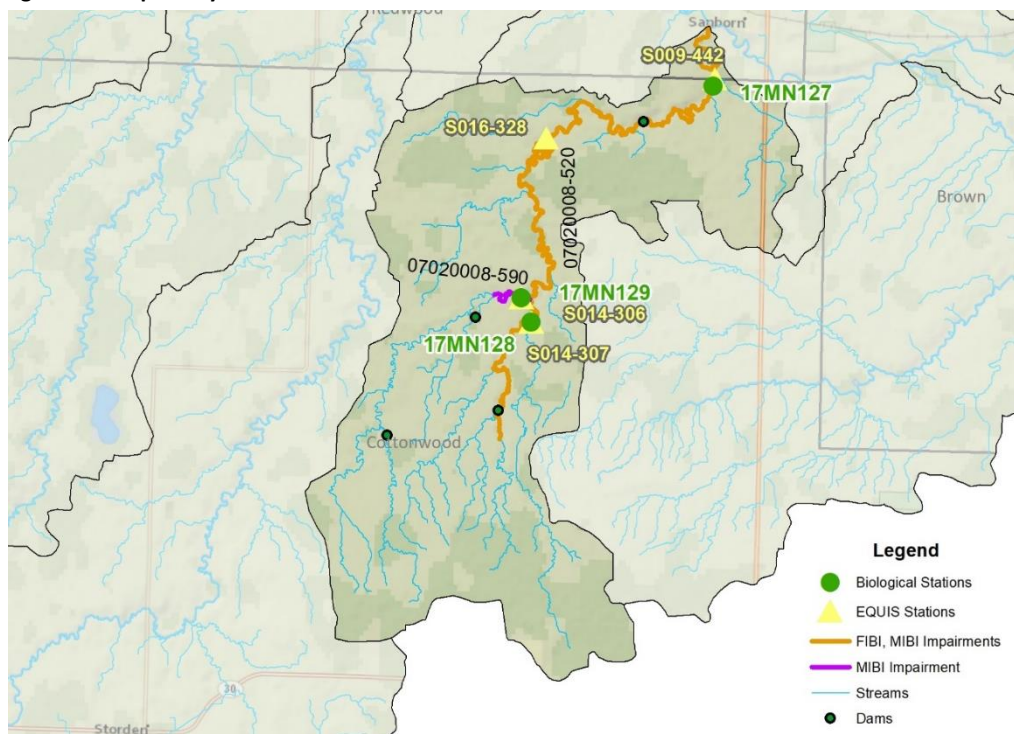 Redwood
Sanborn
S009-442
17MN127
S016-328
07020008-520
Brown
07020008-590
17MN129
S014-306
17MN128
S014-307
Cottonwood
30
Storden
Legend
Biological Stations
EQUIS Stations
FIBI, MIBI Impairments
MIBI Impairment
Streams
Dams